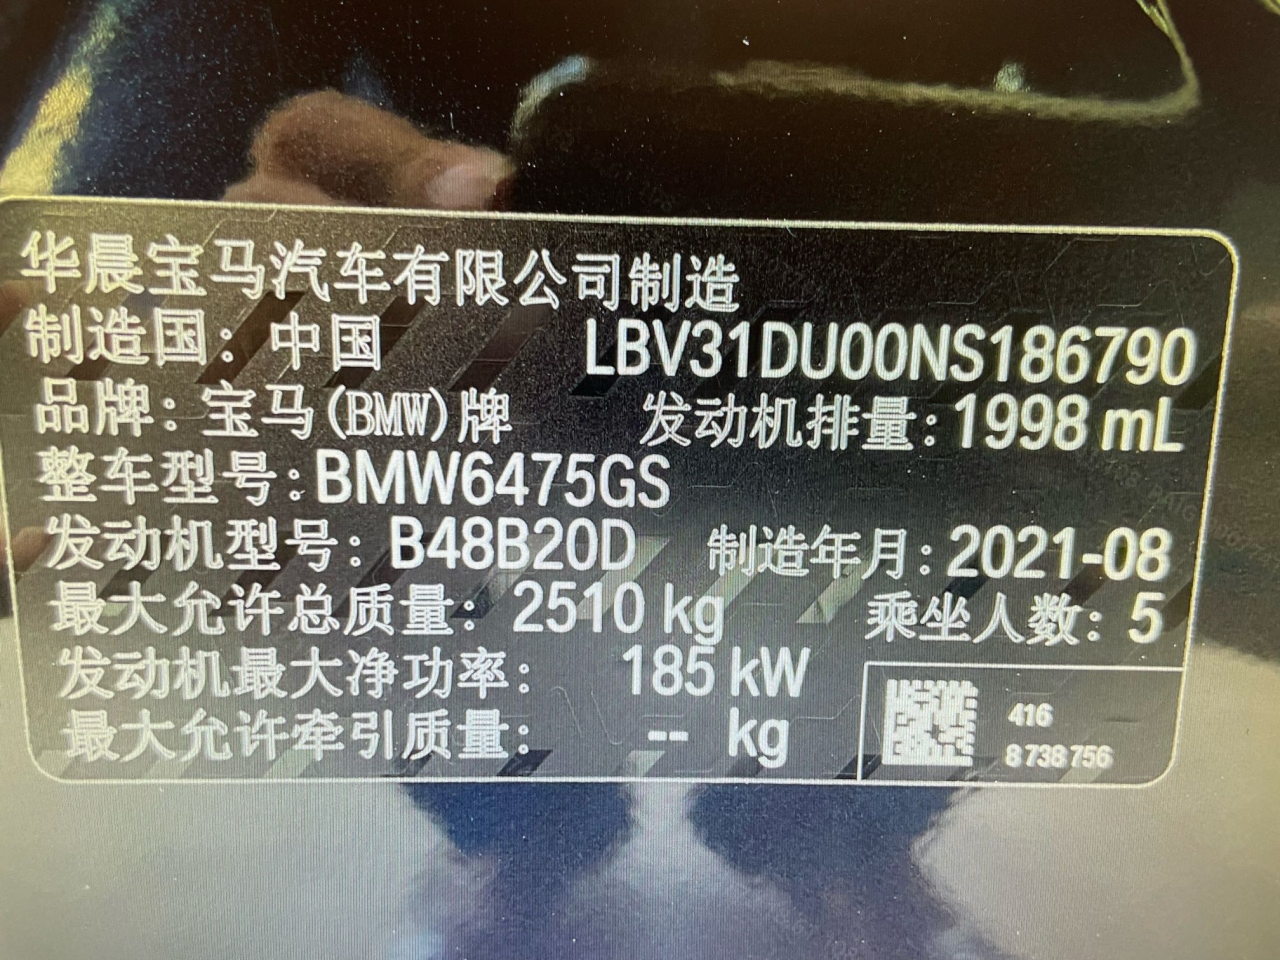 华晨宝马汽车有限公司制造
制造国：中国 LBV31DU00NS186790
品牌：宝马(BMW)牌 发动机排量：1998 mL
整车型号：BMW6475GS
发动机型号：B48B20D 制造年月：2021-08
最大允许总质量：2510 kg 乘坐人数：5
发动机最大净功率：185 kW
最大允许牵引质量：-- kg
416
8 738 756